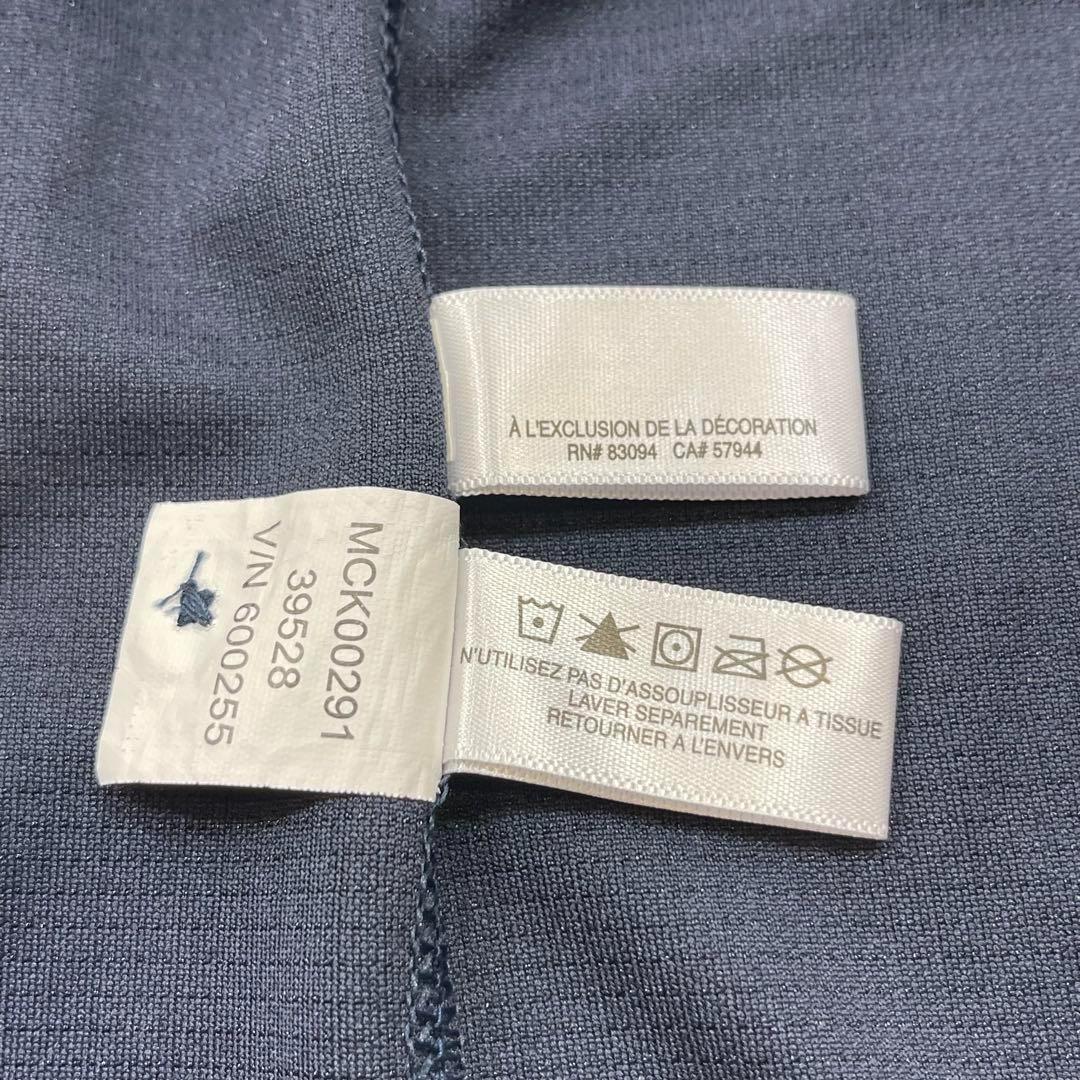 À L'EXCLUSION DE LA DÉCORATION
RN# 83094 CA# 57944
MCK00291
39528
V/N 600255
N'UTILISEZ PAS D'ASSOUPLISSEUR A TISSUE
LAVER SEPAREMENT
RETOURNER À L'ENVERS